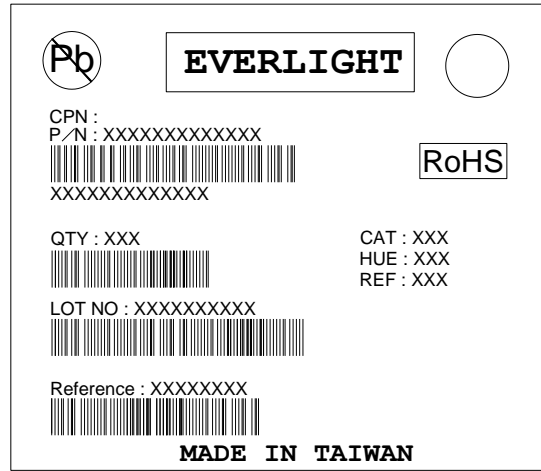 Pb
EVERLIGHT
CPN :
P/N : XXXXXXXXXXXXX
RoHS
XXXXXXXXXXXXX
QTY : XXX
CAT : XXX
HUE : XXX
REF : XXX
LOT NO : XXXXXXXXXX
Reference : XXXXXXXX
MADE IN TAIWAN